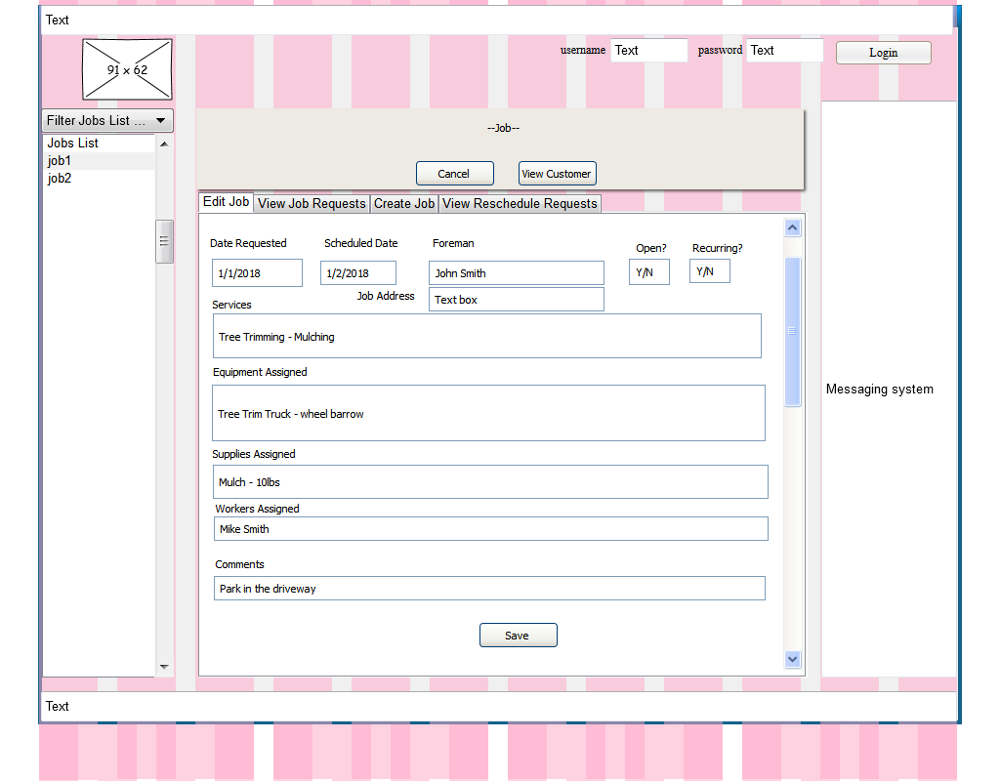 Text
91 x 62
username Text password Text Login
Filter Jobs List ...
Jobs List
job1
job2
--Job--
Cancel View Customer
Edit Job View Job Requests Create Job View Reschedule Requests
Date Requested Scheduled Date Foreman Open? Recurring?
1/1/2018 1/2/2018 John Smith Y/N Y/N
Job Address Text box
Services
Tree Trimming - Mulching
Equipment Assigned
Tree Trim Truck - wheel barrow
Supplies Assigned
Mulch - 10lbs
Workers Assigned
Mike Smith
Comments
Park in the driveway
Save
Messaging system
Text